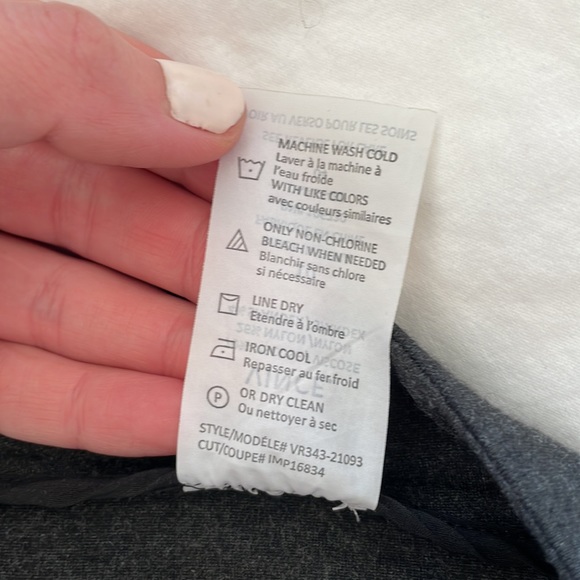 MACHINE WASH COLD
Laver à la machine à
l'eau froide
WITH LIKE COLORS
avec couleurs similaires
ONLY NON-CHLORINE
BLEACH WHEN NEEDED
Blanchir sans chlore
si nécessaire
LINE DRY
Etendre à l'ombre
IRON COOL
Repasser au fer froid
P
OR DRY CLEAN
Ou nettoyer à sec
STYLE/MODÉLE# VR343-21093
CUT/COUPE# IMP16834